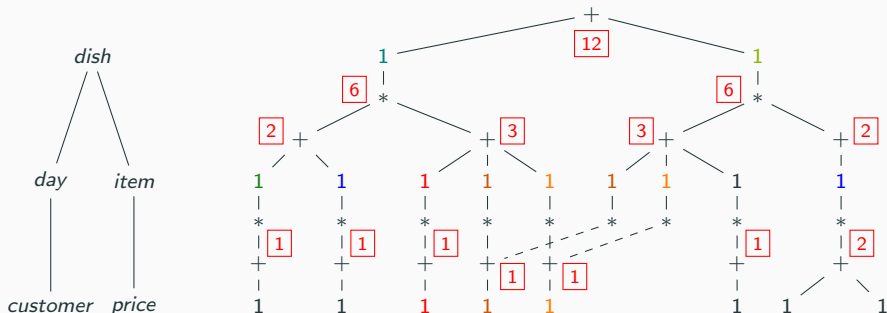 +
12
dish 1 1
6 * 6 *
2 + + 3 3 + + 2
day item 1 1 1 1 1 1 1 1 1
* * * * * * * * *
1 1 1 1 2
+ + + + + + +
1 1
customer price 1 1 1 1 1 1 1 1